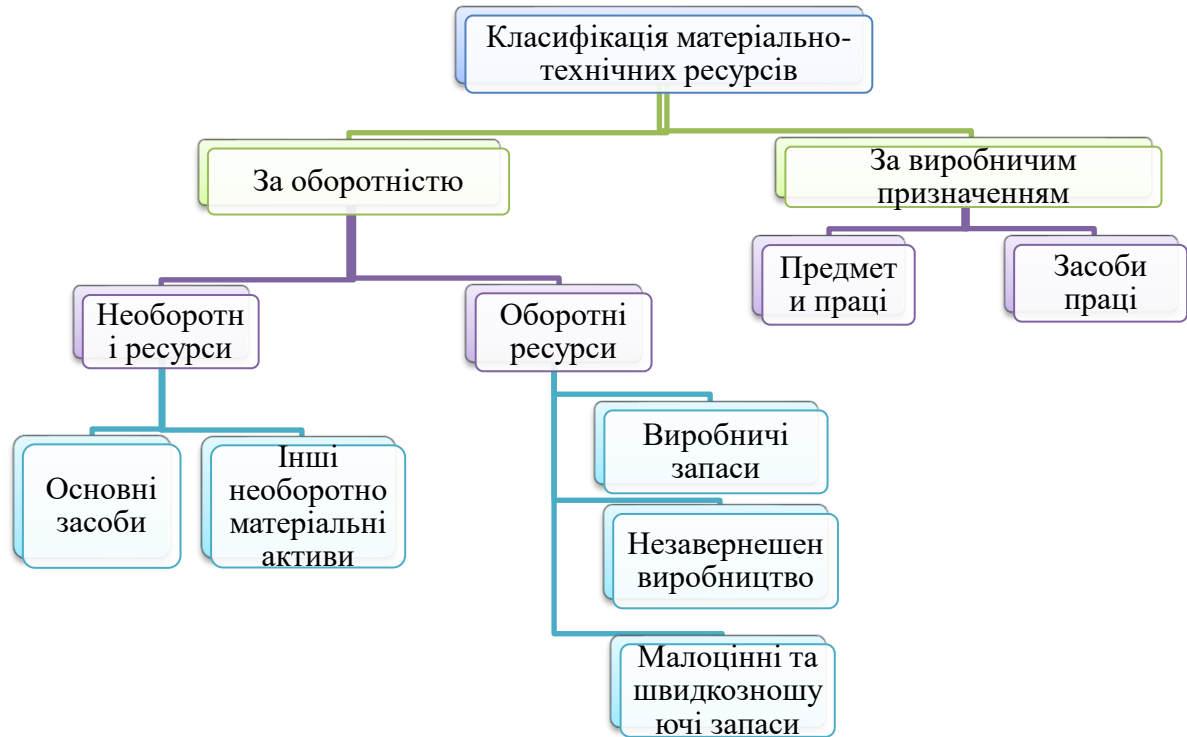 Класифікація матеріально-
технічних ресурсів
За оборотністю
За виробничим
призначенням
Предмет
и праці
Засоби
праці
Необоротн
і ресурси
Оборотні
ресурси
Основні
засоби
Інші
необоротно
матеріальні
активи
Виробничі
запаси
Незавернешен
виробництво
Малоцінні та
швидкозношу
ючі запаси